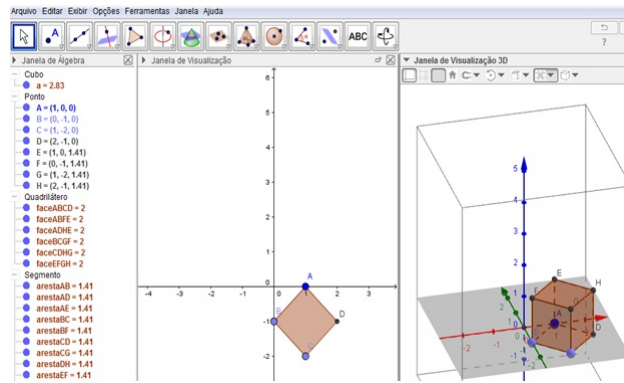 Arquivo Editar Exibir Opções Ferramentas Janela Ajuda
ABC
?
Janela de Álgebra
Cubo
a = 2.83
Ponto
A = (1, 0, 0)
B = (0, -1, 0)
C = (1, -2, 0)
D = (2, -1, 0)
E = (1, 0, 1.41)
F = (0, -1, 1.41)
G = (1, -2, 1.41)
H = (2, -1, 1.41)
Quadrilátero
faceABCD = 2
faceABFE = 2
faceADHE = 2
faceBCGF = 2
faceCDHG = 2
faceEFGH = 2
Segmento
arestaAB = 1.41
arestaAD = 1.41
arestaAE = 1.41
arestaBC = 1.41
arestaBF = 1.41
arestaCD = 1.41
arestaCG = 1.41
arestaDH = 1.41
arestaEF = 1.41
Janela de Visualização
6
5
4
3
2
1
A
-4 -3 -2 -1 0 1 2 3
B D
-1
C
-2
Janela de Visualização 3D
5
4
3
2
E
H
F
1
A
0
D
-1
-2
-1
1
2